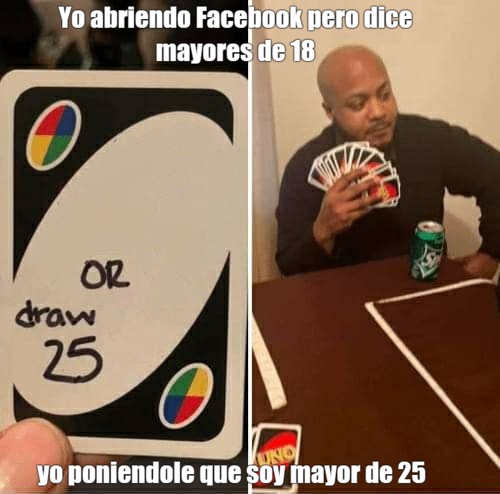 Yo abriendo Facebook pero dice
mayores de 18
OR
draw
25
UNO
yo poniendole que soy mayor de 25